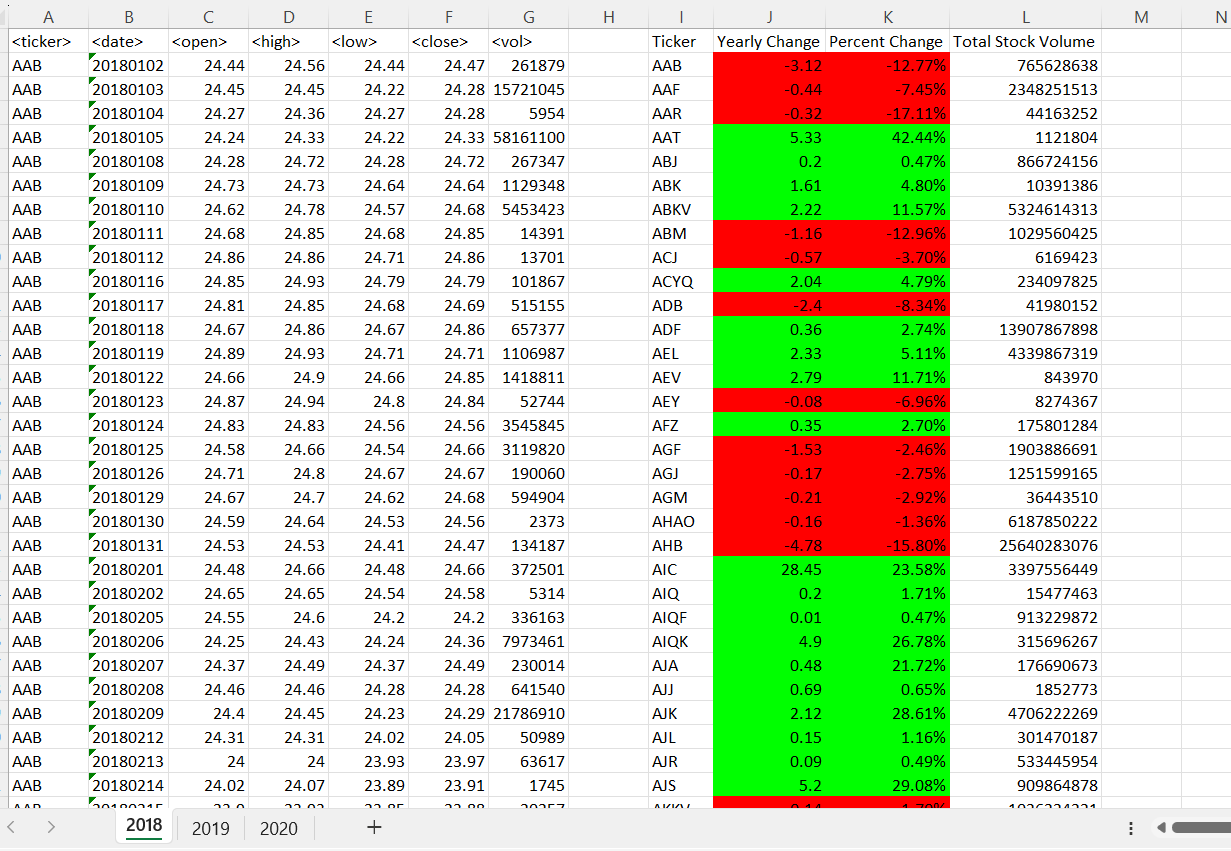 A B C D E F G H I J K L M N
<ticker> <date> <open> <high> <low> <close> <vol> Ticker Yearly Change Percent Change Total Stock Volume
AAB 20180102 24.44 24.56 24.44 24.47 261879 AAB -3.12 -12.77% 765628638
AAB 20180103 24.45 24.45 24.22 24.28 15721045 AAF -0.44 -7.45% 2348251513
AAB 20180104 24.27 24.36 24.27 24.28 5954 AAR -0.32 -17.11% 44163252
AAB 20180105 24.24 24.33 24.22 24.33 58161100 AAT 5.33 42.44% 1121804
AAB 20180108 24.28 24.72 24.28 24.72 267347 ABJ 0.2 0.47% 866724156
AAB 20180109 24.73 24.73 24.64 24.64 1129348 ABK 1.61 4.80% 10391386
AAB 20180110 24.62 24.78 24.57 24.68 5453423 ABKV 2.22 11.57% 5324614313
AAB 20180111 24.68 24.85 24.68 24.85 14391 ABM -1.16 -12.96% 1029560425
AAB 20180112 24.86 24.86 24.71 24.86 13701 ACJ -0.57 -3.70% 6169423
AAB 20180116 24.85 24.93 24.79 24.79 101867 ACYQ 2.04 4.79% 234097825
AAB 20180117 24.81 24.85 24.68 24.69 515155 ADB -2.4 -8.34% 41980152
AAB 20180118 24.67 24.86 24.67 24.86 657377 ADF 0.36 2.74% 13907867898
AAB 20180119 24.89 24.93 24.71 24.71 1106987 AEL 2.33 5.11% 4339867319
AAB 20180122 24.66 24.9 24.66 24.85 1418811 AEV 2.79 11.71% 843970
AAB 20180123 24.87 24.94 24.8 24.84 52744 AEY -0.08 -6.96% 8274367
AAB 20180124 24.83 24.83 24.56 24.56 3545845 AFZ 0.35 2.70% 175801284
AAB 20180125 24.58 24.66 24.54 24.66 3119820 AGF -1.53 -2.46% 1903886691
AAB 20180126 24.71 24.8 24.67 24.67 190060 AGJ -0.17 -2.75% 1251599165
AAB 20180129 24.67 24.7 24.62 24.68 594904 AGM -0.21 -2.92% 36443510
AAB 20180130 24.59 24.64 24.53 24.56 2373 AHAO -0.16 -1.36% 6187850222
AAB 20180131 24.53 24.53 24.41 24.47 134187 AHB -4.78 -15.80% 25640283076
AAB 20180201 24.48 24.66 24.48 24.66 372501 AIC 28.45 23.58% 3397556449
AAB 20180202 24.65 24.65 24.54 24.58 5314 AIQ 0.2 1.71% 15477463
AAB 20180205 24.55 24.6 24.2 24.2 336163 AIQF 0.01 0.47% 913229872
AAB 20180206 24.25 24.43 24.24 24.36 7973461 AIQK 4.9 26.78% 315696267
AAB 20180207 24.37 24.49 24.37 24.49 230014 AJA 0.48 21.72% 176690673
AAB 20180208 24.46 24.46 24.28 24.28 641540 AJJ 0.69 0.65% 1852773
AAB 20180209 24.4 24.45 24.23 24.29 21786910 AJK 2.12 28.61% 4706222269
AAB 20180212 24.31 24.31 24.02 24.05 50989 AJL 0.15 1.16% 301470187
AAB 20180213 24 24 23.93 23.97 63617 AJR 0.09 0.49% 533445954
AAB 20180214 24.02 24.07 23.89 23.91 1745 AJS 5.2 29.08% 909864878
2018 2019 2020